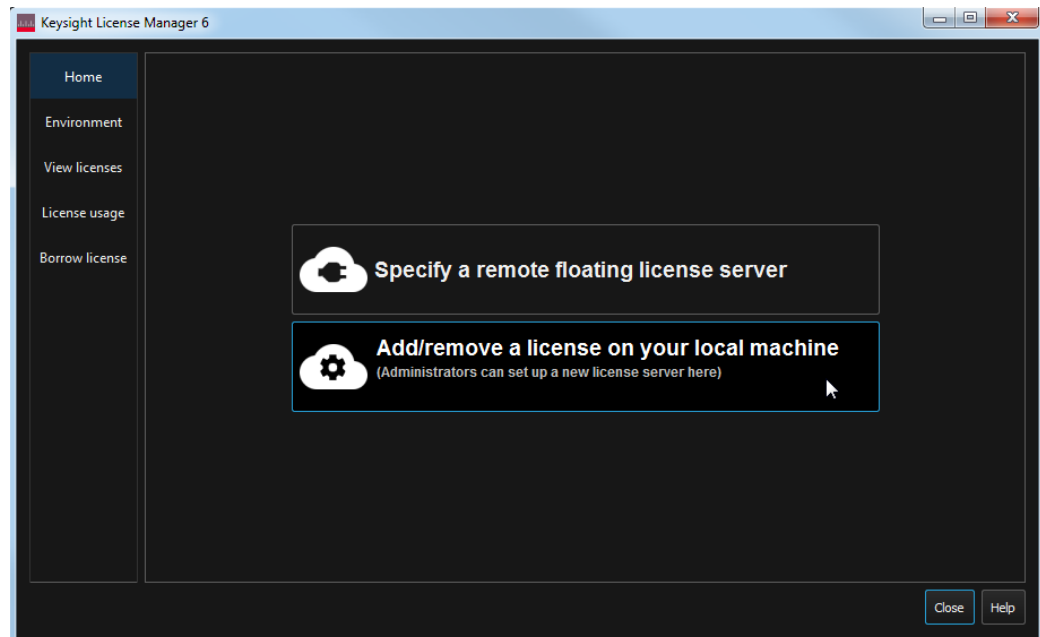 Keysight License Manager 6
Home
Environment
View licenses
License usage
Borrow license
Specify a remote floating license server
Add/remove a license on your local machine
(Administrators can set up a new license server here)
Close
Help